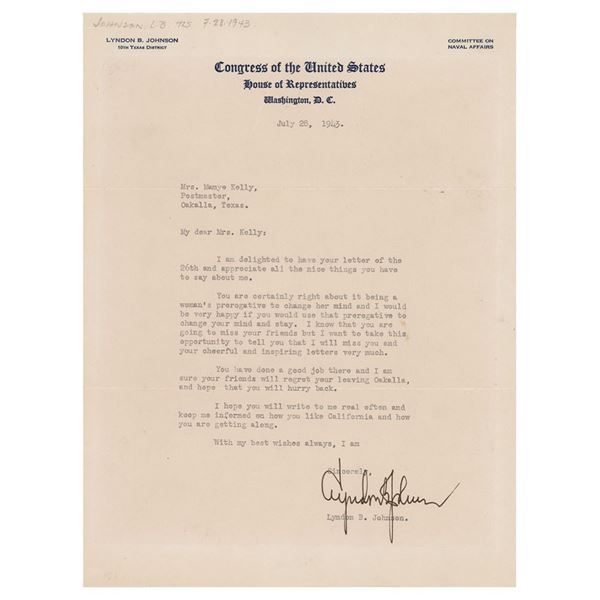 Johnson, L.B. TLS 7-28-1943
LYNDON B. JOHNSON
10TH TEXAS DISTRICT
COMMITTEE ON
NAVAL AFFAIRS
Congress of the United States
House of Representatives
Washington, D. C.
July 28, 1943.
Mrs. Mamye Kelly,
Postmaster,
Oakalla, Texas.
My dear Mrs. Kelly:
I am delighted to have your letter of the
26th and appreciate all the nice things you have
to say about me.
You are certainly right about it being a
woman's prerogative to change her mind and I would
be very happy if you would use that prerogative to
change your mind and stay. I know that you are
going to miss your friends but I want to take this
opportunity to tell you that I will miss you and
your cheerful and inspiring letters very much.
You have done a good job there and I am
sure your friends will regret your leaving Oakalla,
and hope that you will hurry back.
I hope you will write to me real often and
keep me informed on how you like California and how
you are getting along.
With my best wishes always, I am
Sincerely,
Lyndon B Johnson
Lyndon B. Johnson.